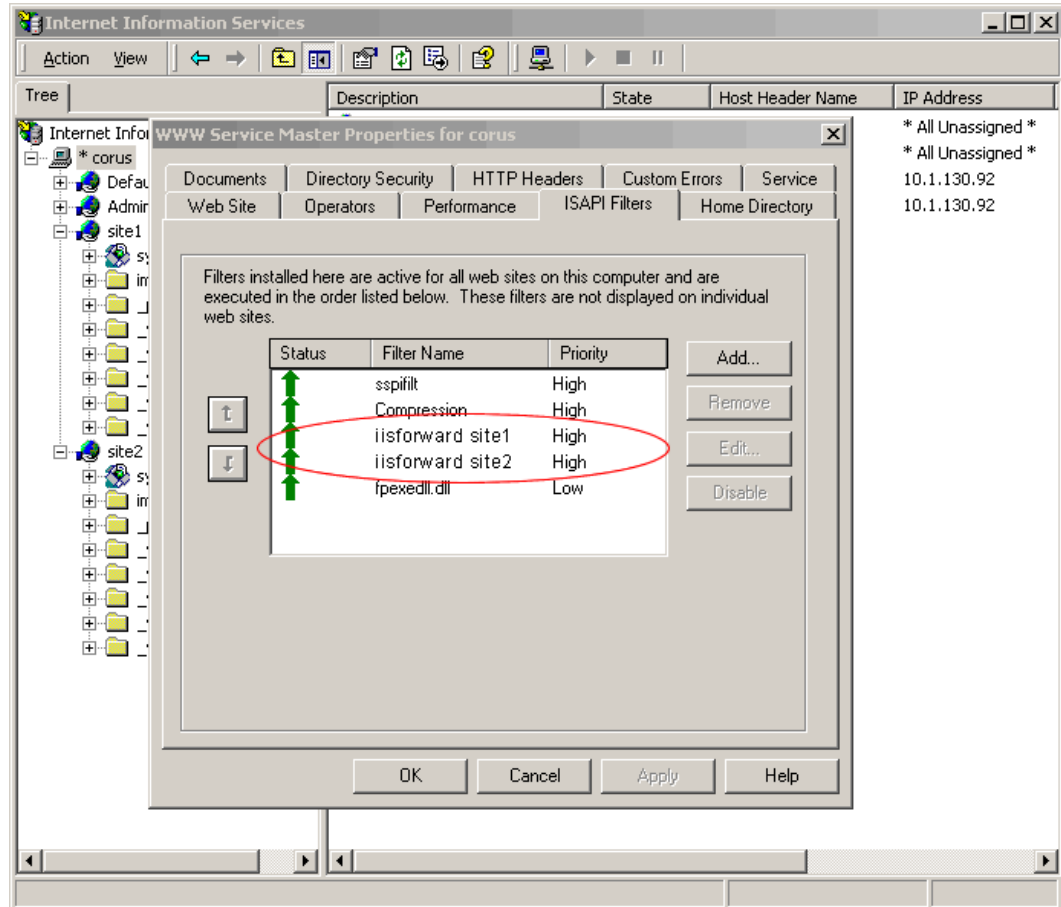 Internet Information Services
Action View
Tree
Description State Host Header Name IP Address
Internet Infor
* corus
Defau
Admin
site1
site2
* All Unassigned *
* All Unassigned *
10.1.130.92
10.1.130.92
WWW Service Master Properties for corus
Documents Directory Security HTTP Headers Custom Errors Service
Web Site Operators Performance ISAPI Filters Home Directory
Filters installed here are active for all web sites on this computer and are
executed in the order listed below. These filters are not displayed on individual
web sites.
Status Filter Name Priority
sspifilt High
Compression High
iisforward site1 High
iisforward site2 High
fpexedll.dll Low
Add...
Remove
Edit...
Disable
OK Cancel Apply Help